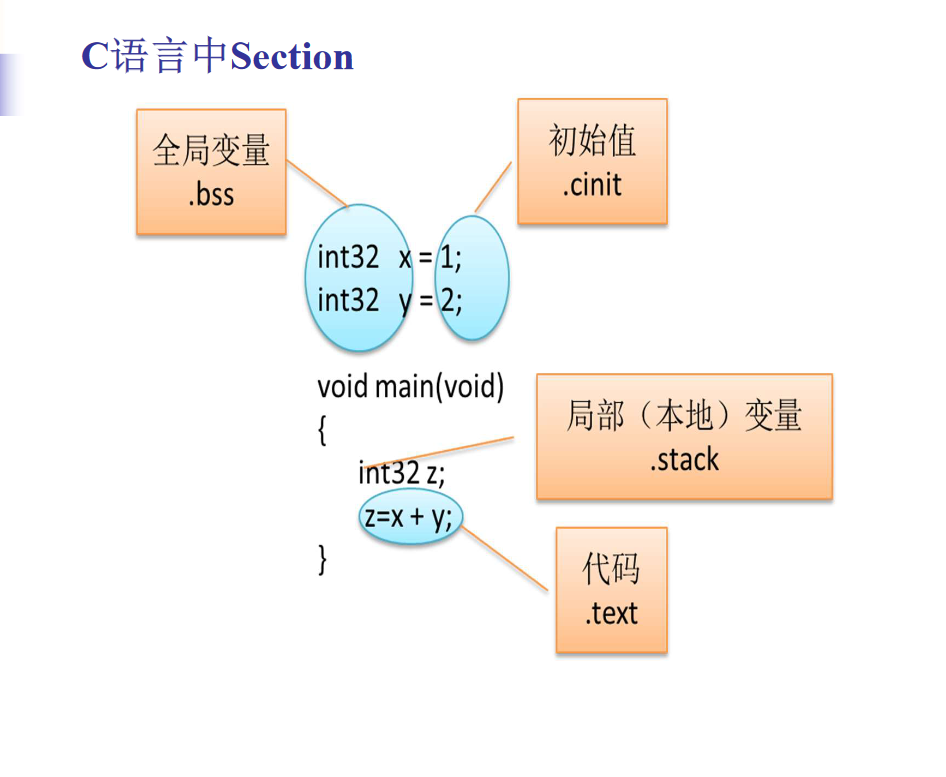 C语言中Section
全局变量
.bss
初始值
.cinit
int32 x = 1;
int32 y = 2;
void main(void)
{
int32 z;
z=x + y;
}
局部（本地）变量
.stack
代码
.text